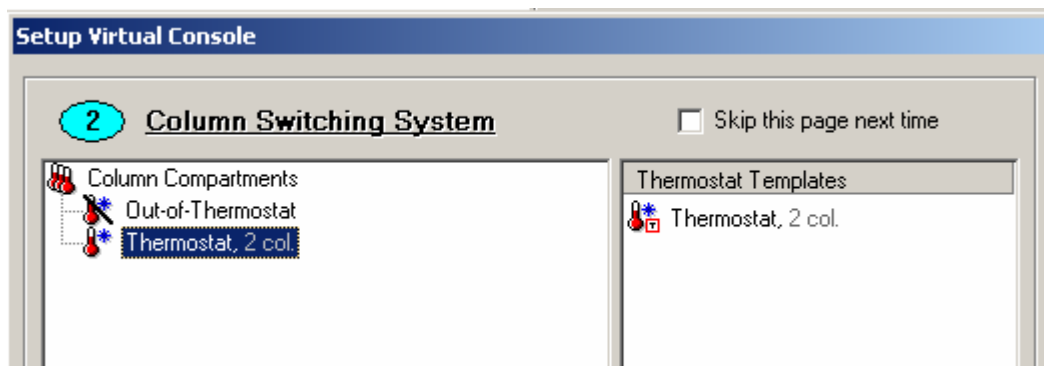 Setup Virtual Console
2 Column Switching System
Skip this page next time
Column Compartments
Out-of-Thermostat
Thermostat, 2 col.
Thermostat Templates
T Thermostat, 2 col.